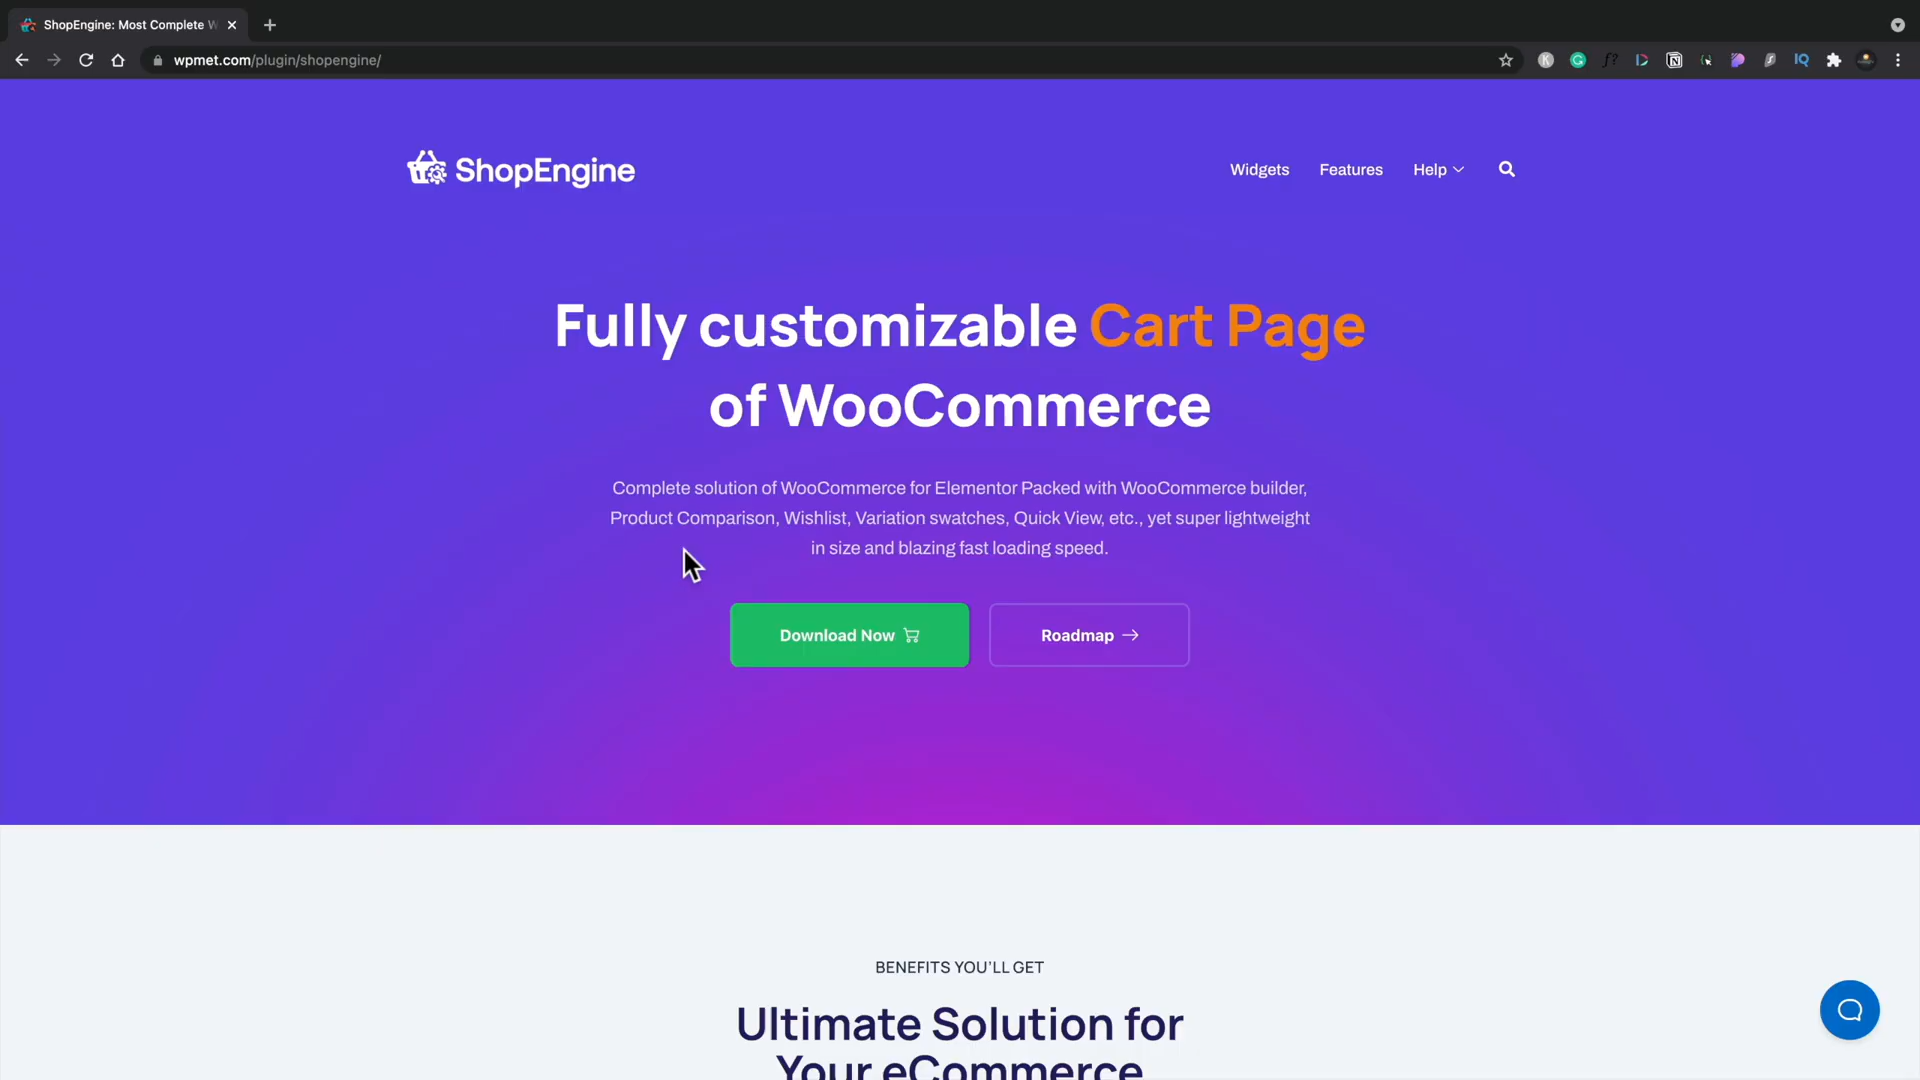 ShopEngine: Most Complete W
wpmet.com/plugin/shopengine/
ShopEngine
Widgets
Features
Help
Fully customizable Cart Page
of WooCommerce
Complete solution of WooCommerce for Elementor Packed with WooCommerce builder,
Product Comparison, Wishlist, Variation swatches, Quick View, etc., yet super lightweight
in size and blazing fast loading speed.
Download Now
Roadmap
BENEFITS YOU'LL GET
Ultimate Solution for
Your eCommerce